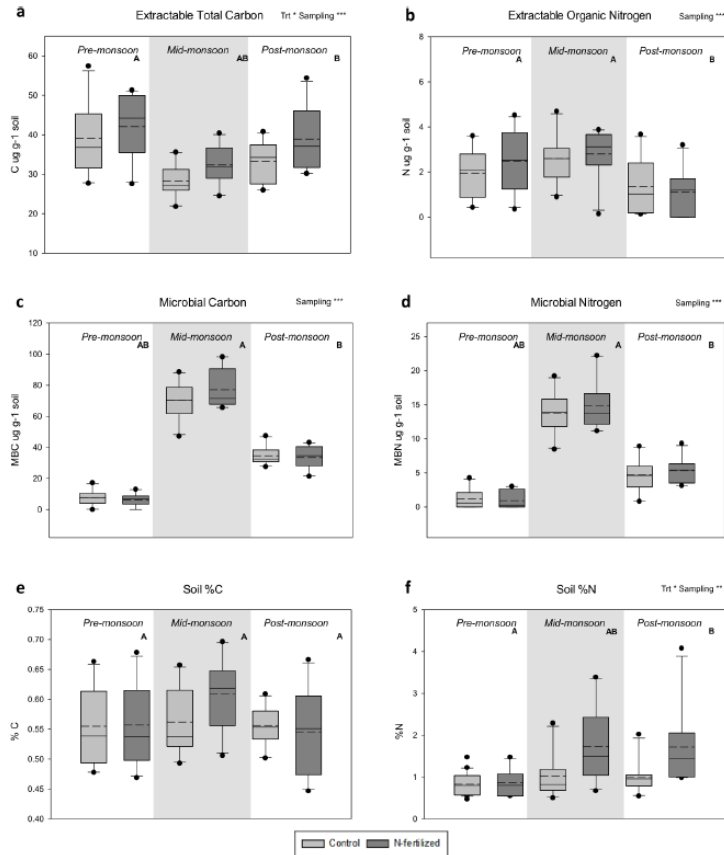 a Extractable Total Carbon Trt * Sampling ***
Pre-monsoon Mid-monsoon Post-monsoon
A AB B
C ug g-1 soil
60
50
40
30
20
10
b Extractable Organic Nitrogen Sampling ***
Pre-monsoon Mid-monsoon Post-monsoon
A A B
N ug g-1 soil
6
4
2
0
c Microbial Carbon Sampling ***
Pre-monsoon Mid-monsoon Post-monsoon
AB A B
MBC ug g-1 soil
120
100
80
60
40
20
0
d Microbial Nitrogen Sampling ***
Pre-monsoon Mid-monsoon Post-monsoon
AB A B
MBN ug g-1 soil
25
20
15
10
5
0
e Soil %C
Pre-monsoon Mid-monsoon Post-monsoon
A A A
% C
0.75
0.70
0.65
0.60
0.55
0.50
0.45
0.40
f Soil %N Trt * Sampling **
Pre-monsoon Mid-monsoon Post-monsoon
A AB B
%N
5
4
3
2
1
0
Control N-fertilized